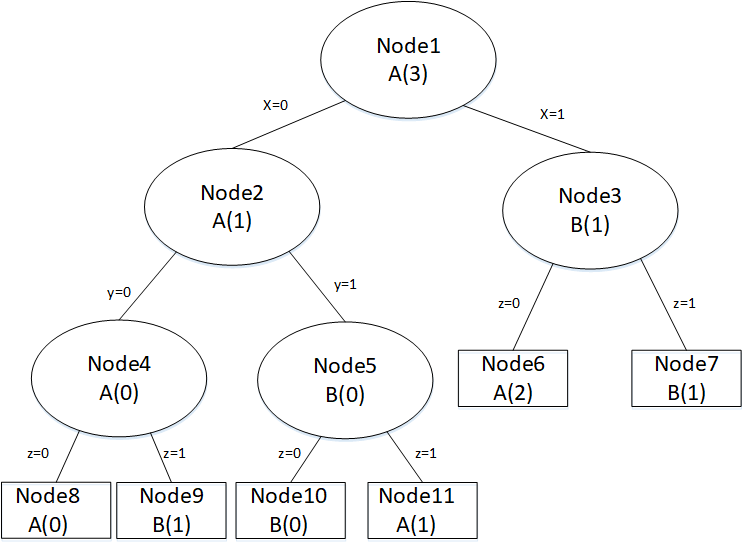 Node1
A(3)
X=0
X=1
Node2
A(1)
Node3
B(1)
y=0
y=1
z=0
z=1
Node4
A(0)
Node5
B(0)
Node6
A(2)
Node7
B(1)
z=0
z=1
z=0
z=1
Node8
A(0)
Node9
B(1)
Node10
B(0)
Node11
A(1)